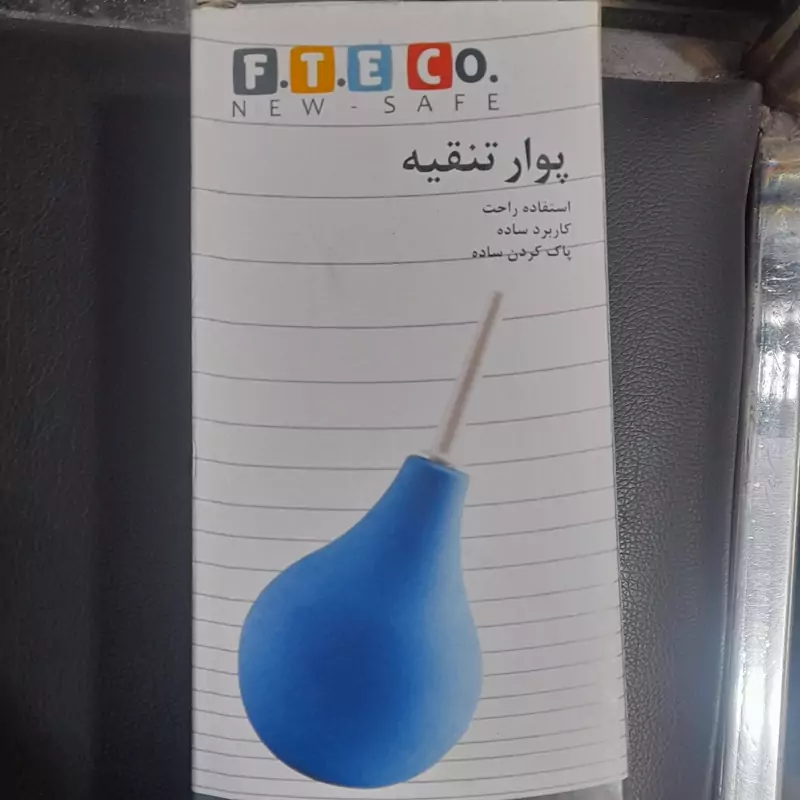 F.T.E CO.
NEW-SAFE
پوار تنقیه
استفاده راحت
کاربرد ساده
پاک کردن ساده